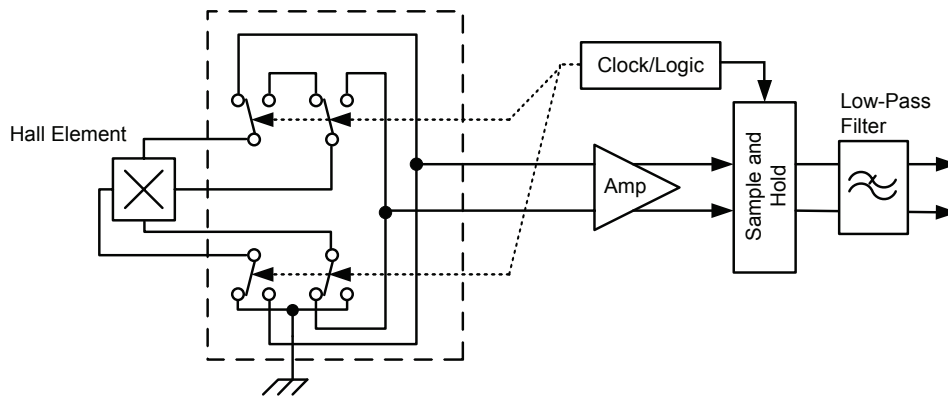 Clock/Logic
Hall Element
Low-Pass
Filter
Amp
Sample and
Hold